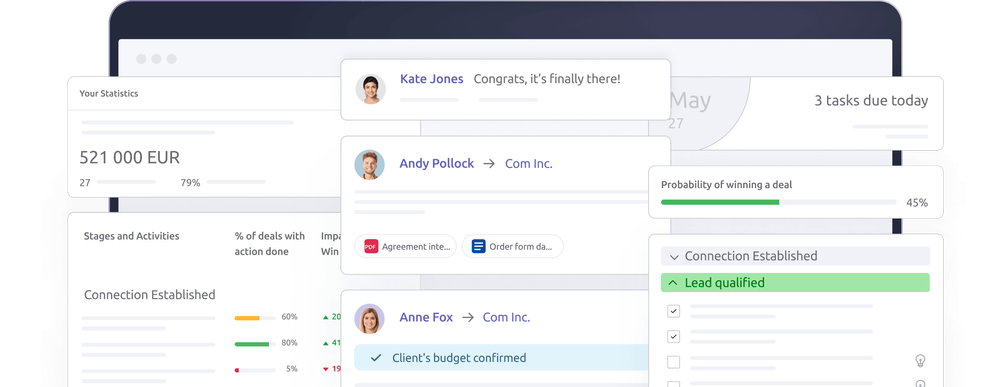 Your Statistics
521 000 EUR
27
79%
Stages and Activities
% of deals with
action done
Impa
Win
Connection Established
60%
20
80%
41
5%
19
Kate Jones Congrats, it's finally there!
Andy Pollock → Com Inc.
PDF Agreement inte...
Order form da...
Anne Fox → Com Inc.
Client's budget confirmed
May
27
3 tasks due today
Probability of winning a deal
45%
Connection Established
Lead qualified